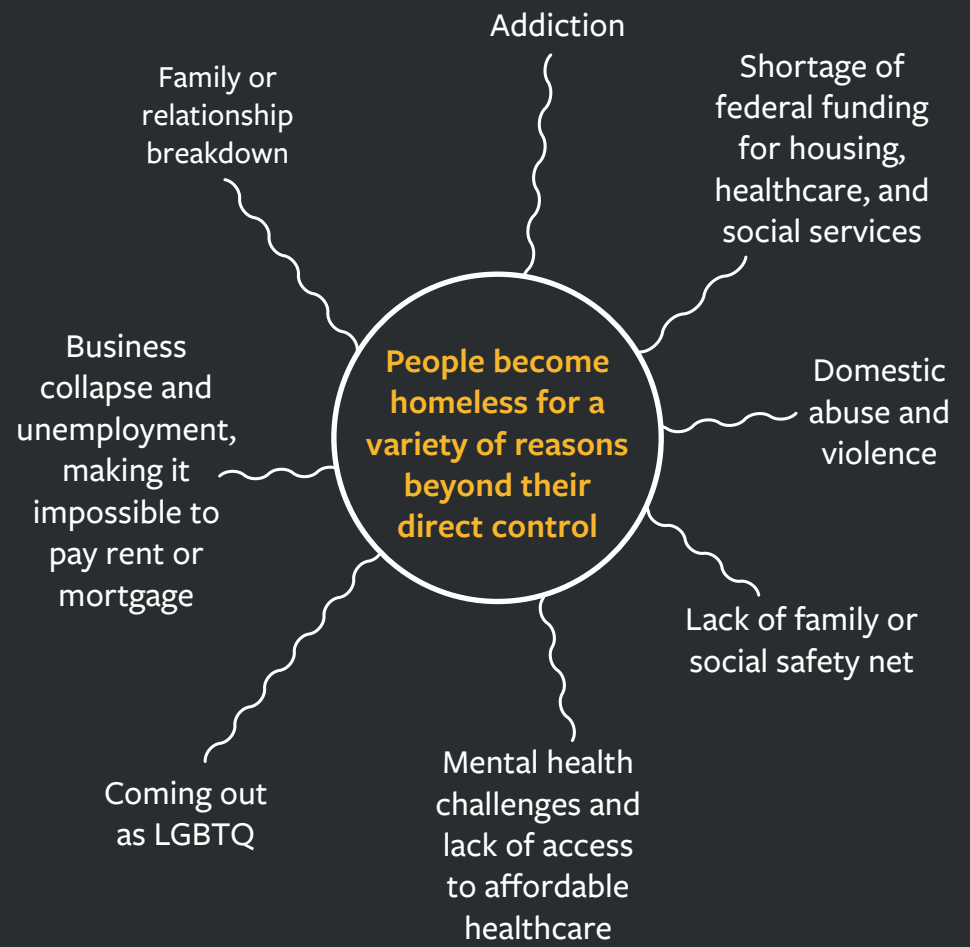 Addiction
Shortage of
federal funding
for housing,
healthcare, and
social services
Domestic
abuse and
violence
Lack of family or
social safety net
Mental health
challenges and
lack of access
to affordable
healthcare
Coming out
as LGBTQ
Business
collapse and
unemployment,
making it
impossible to
pay rent or
mortgage
Family or
relationship
breakdown
People become
homeless for a
variety of reasons
beyond their
direct control